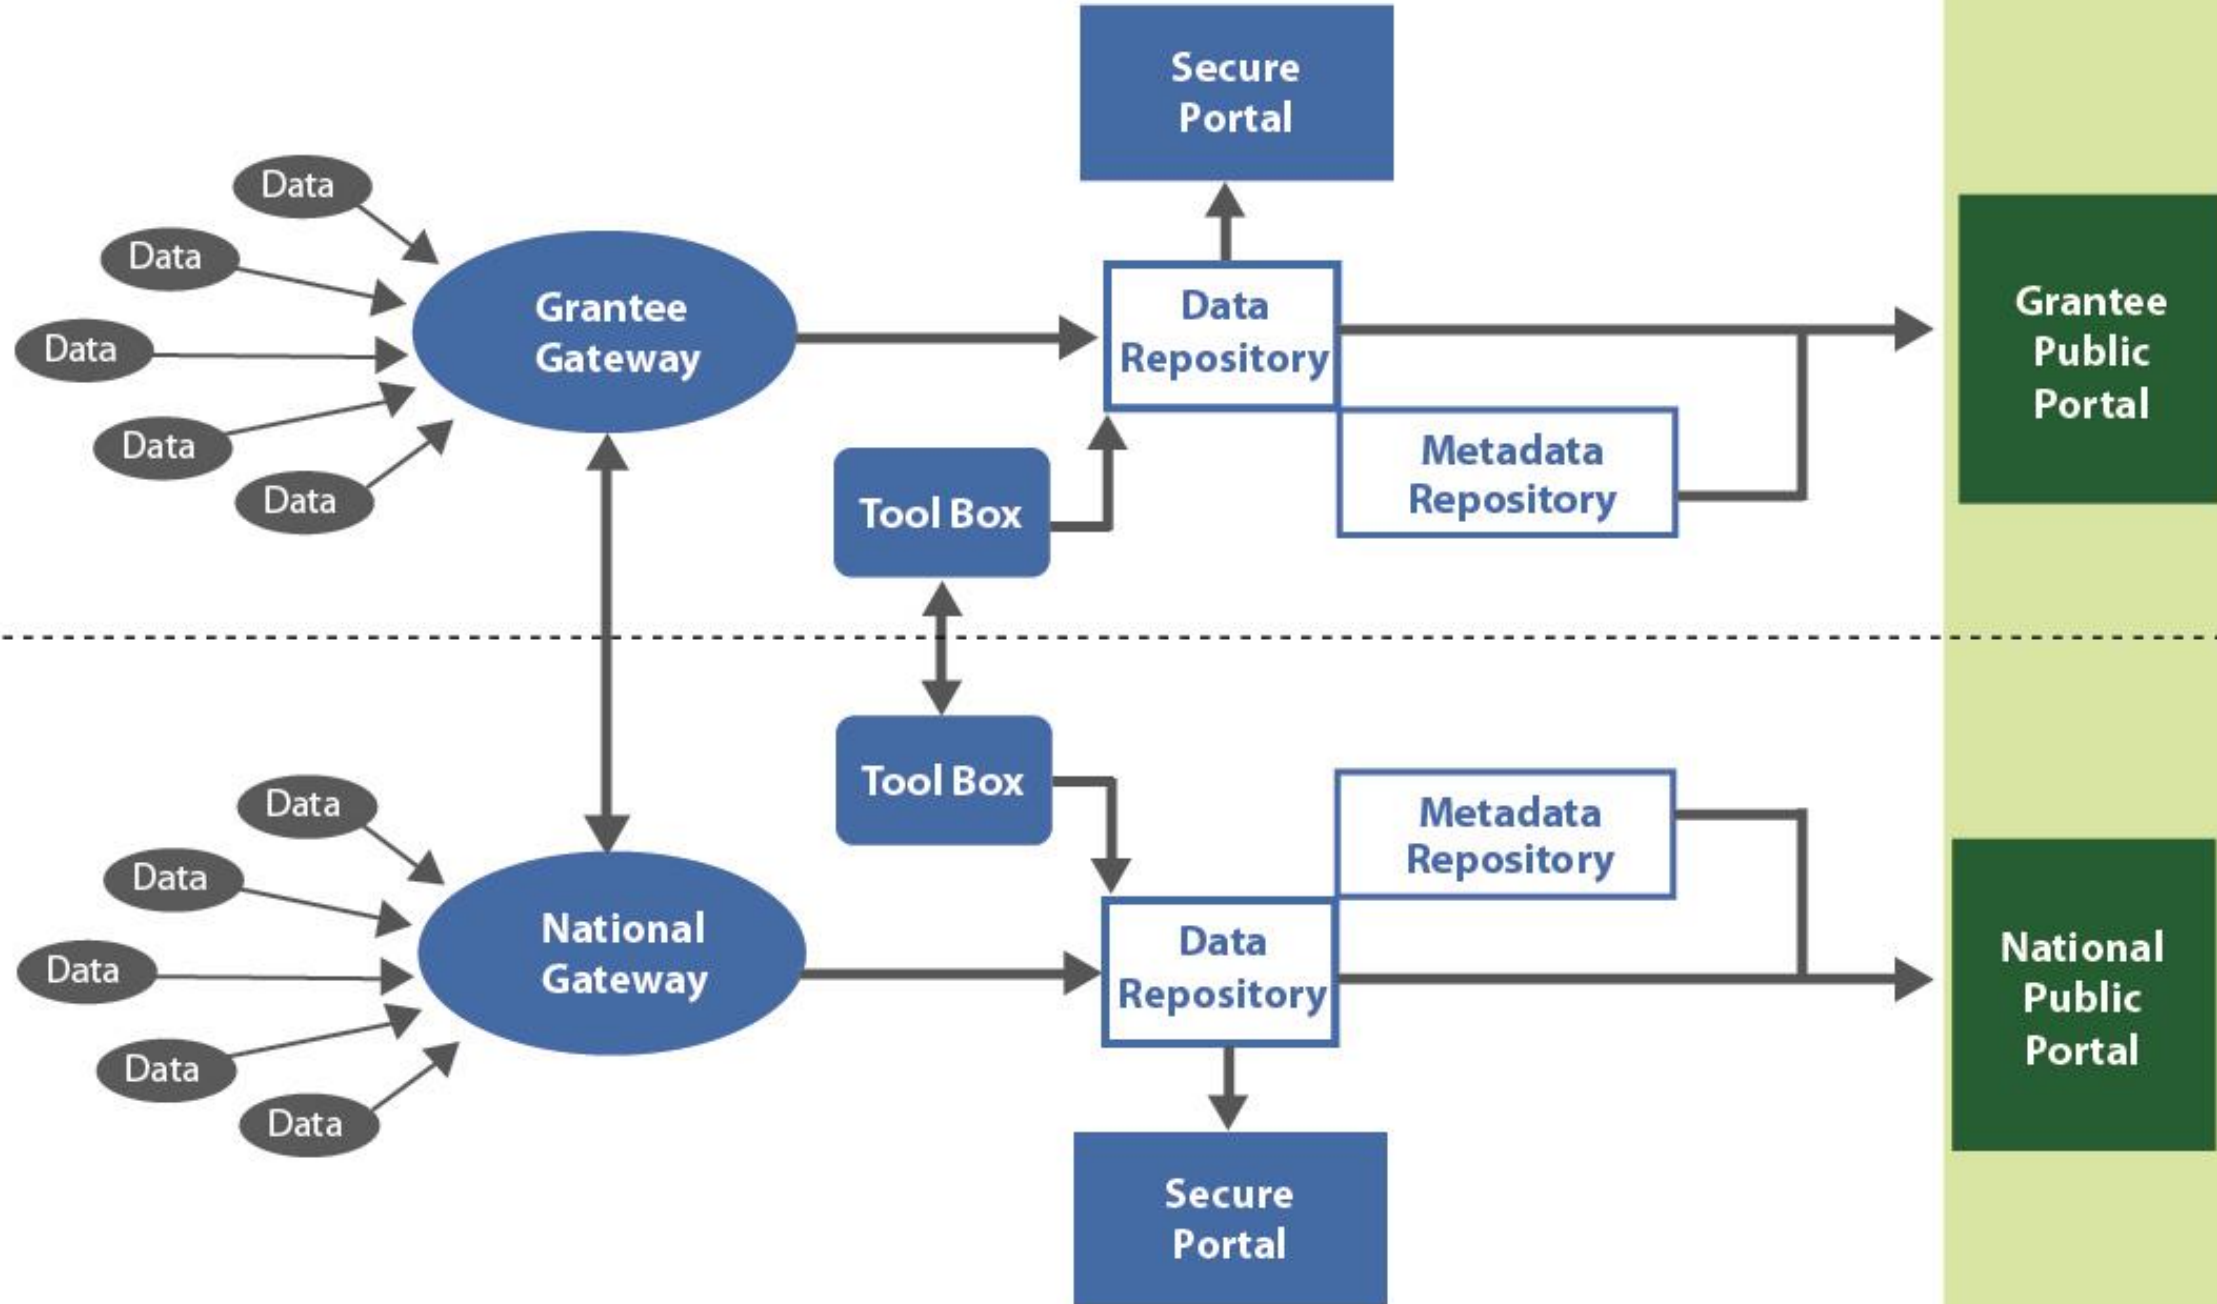 Secure
Portal
Data
Data
Data
Data
Data
Grantee
Gateway
Data
Repository
Grantee
Public
Portal
Metadata
Repository
Tool Box
Tool Box
Metadata
Repository
Data
Data
Data
Data
Data
National
Gateway
Data
Repository
National
Public
Portal
Secure
Portal